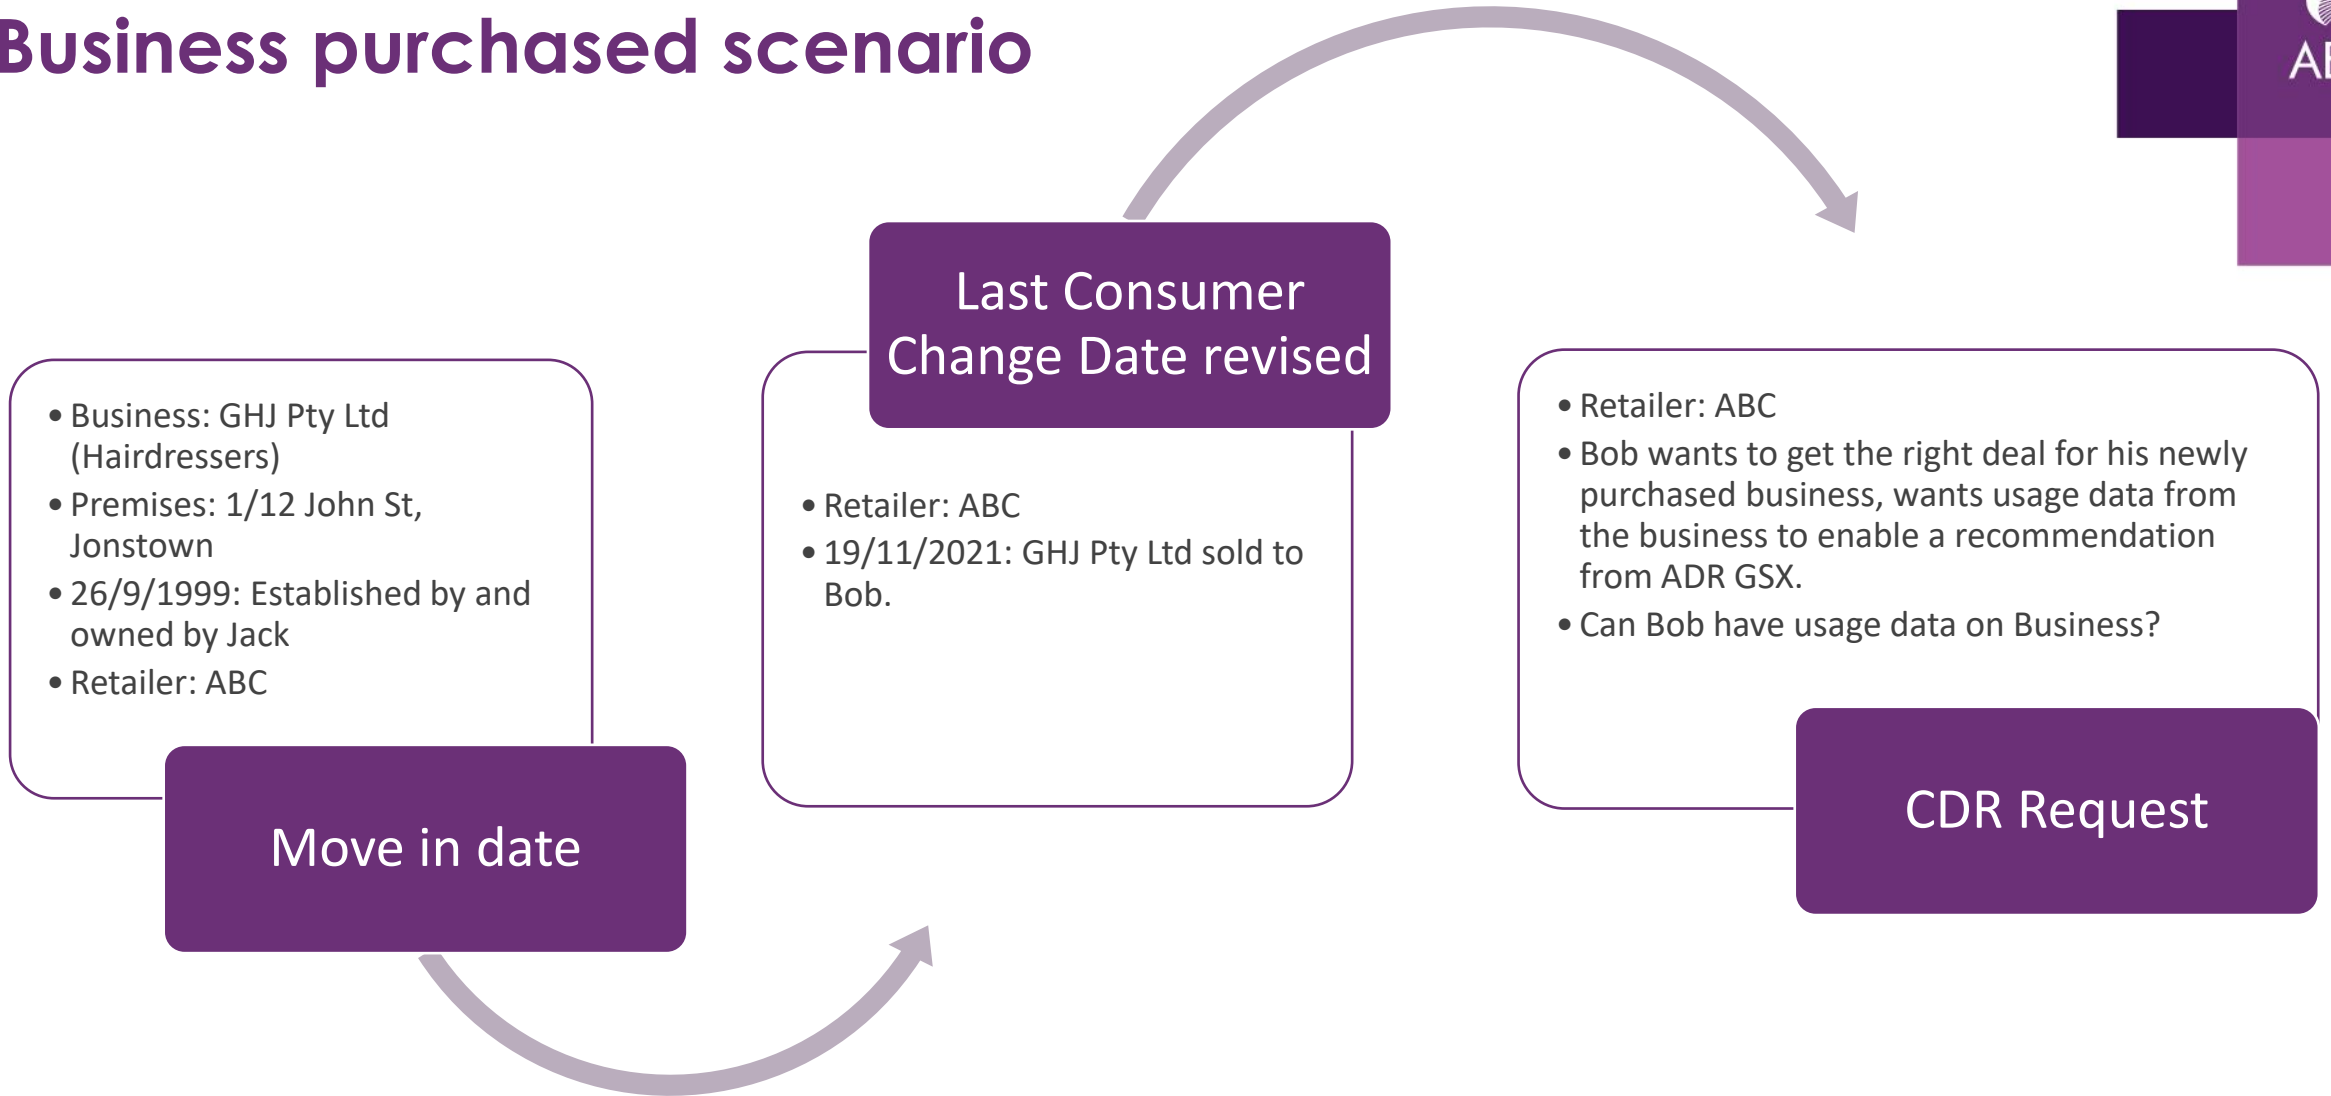 Business purchased scenario
• Business: GHJ Pty Ltd
(Hairdressers)
• Premises: 1/12 John St,
Jonstown
• 26/9/1999: Established by and
owned by Jack
• Retailer: ABC
Move in date
Last Consumer
Change Date revised
• Retailer: ABC
• 19/11/2021: GHJ Pty Ltd sold to
Bob.
• Retailer: ABC
• Bob wants to get the right deal for his newly
purchased business, wants usage data from
the business to enable a recommendation
from ADR GSX.
• Can Bob have usage data on Business?
CDR Request